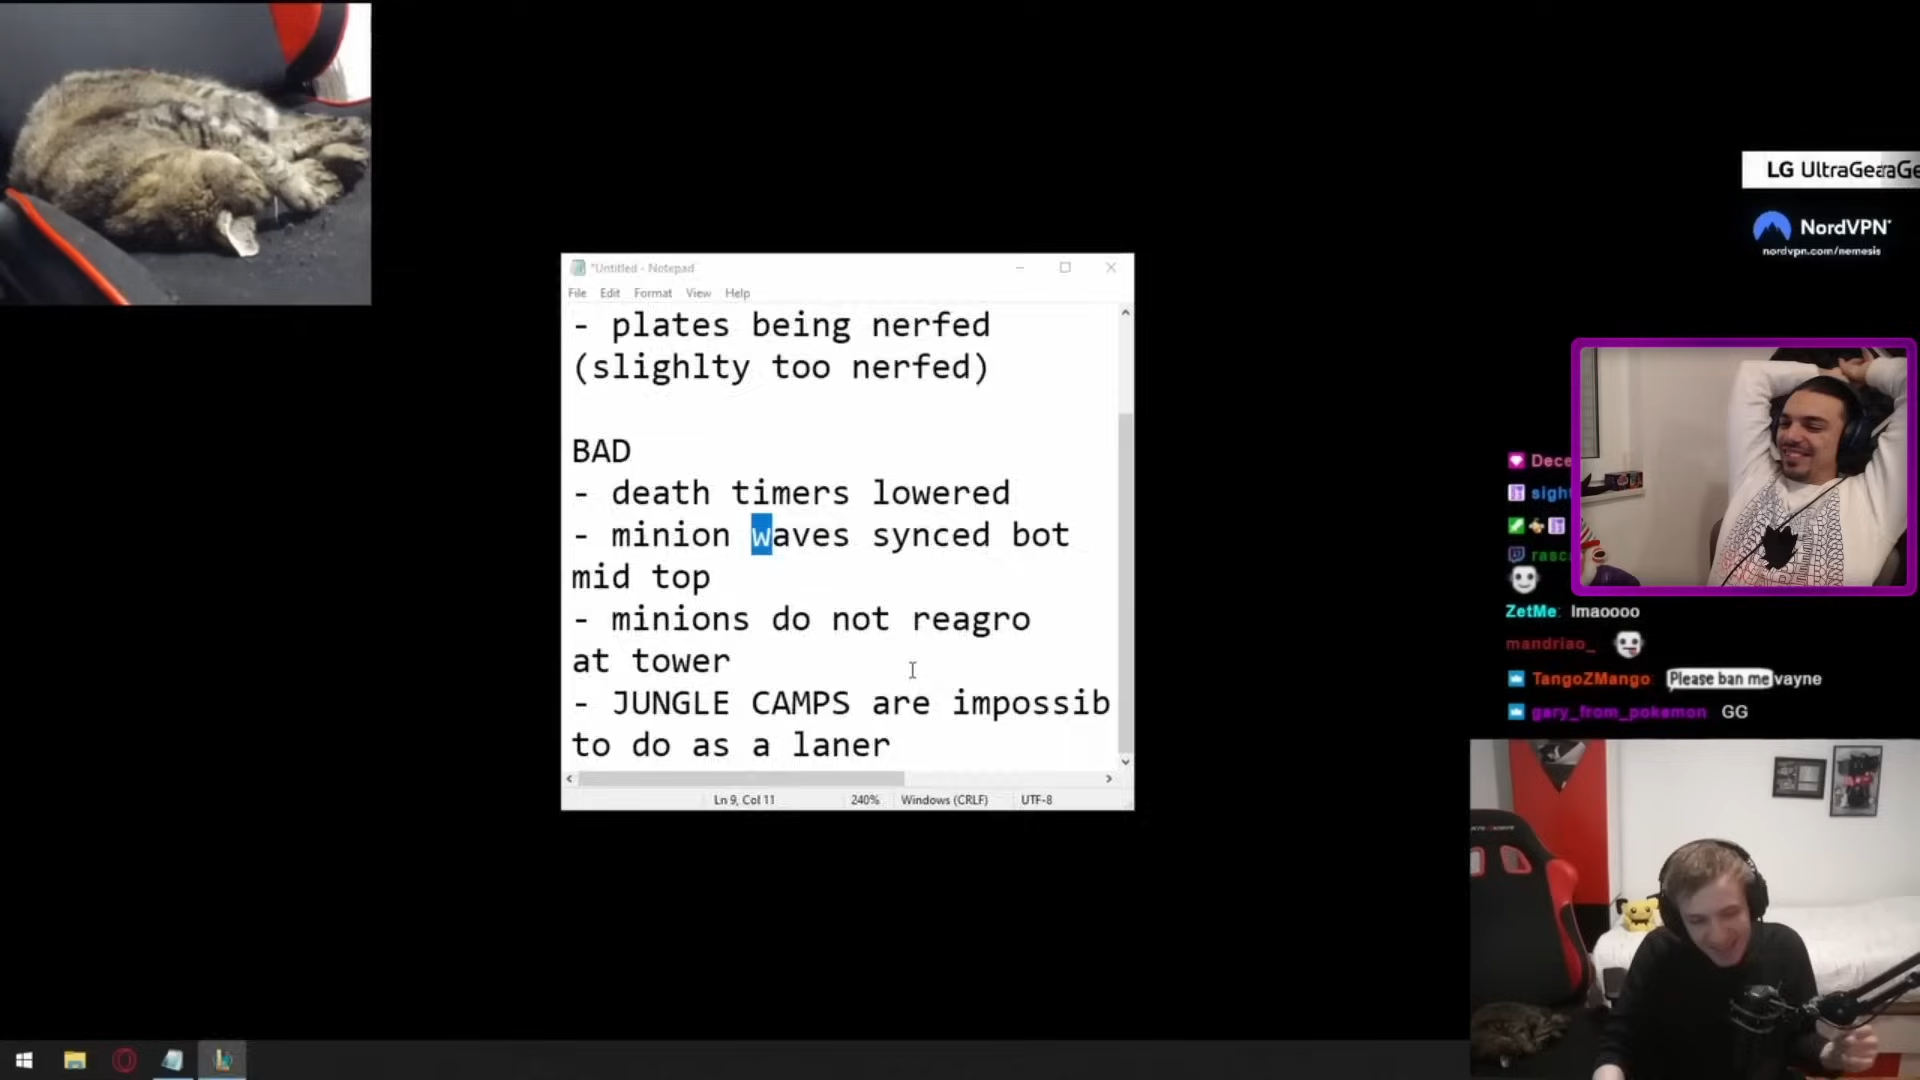 LG UltraGear
NordVPN
nordvpn.com/nemesis
*Untitled - Notepad
File Edit Format View Help
- plates being nerfed
(slighlty too nerfed)
BAD
- death timers lowered
- minion waves synced bot
mid top
- minions do not reagro
at tower
- JUNGLE CAMPS are impossib
to do as a laner
Ln 9, Col 11 240% Windows (CRLF) UTF-8
Dece
sight
rasc
ZetMe: lmaoooo
mandriao_
TangoZMango: Please ban me vayne
gary_from_pokemon GG